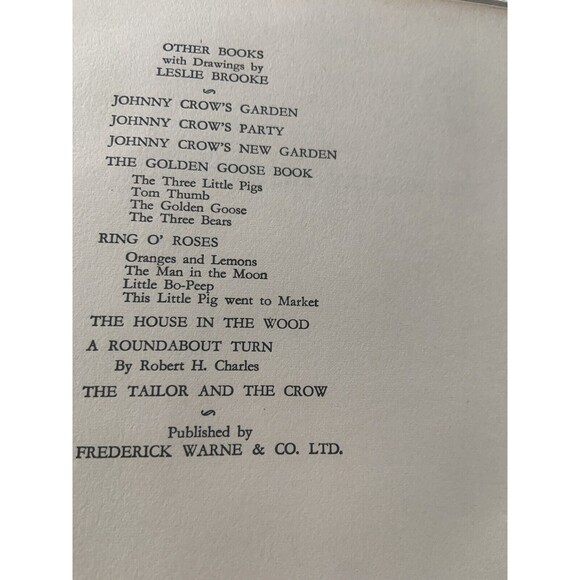 OTHER BOOKS
with Drawings by
LESLIE BROOKE
JOHNNY CROW'S GARDEN
JOHNNY CROW'S PARTY
JOHNNY CROW'S NEW GARDEN
THE GOLDEN GOOSE BOOK
The Three Little Pigs
Tom Thumb
The Golden Goose
The Three Bears
RING O' ROSES
Oranges and Lemons
The Man in the Moon
Little Bo-Peep
This Little Pig went to Market
THE HOUSE IN THE WOOD
A ROUNDABOUT TURN
By Robert H. Charles
THE TAILOR AND THE CROW
Published by
FREDERICK WARNE & CO. LTD.